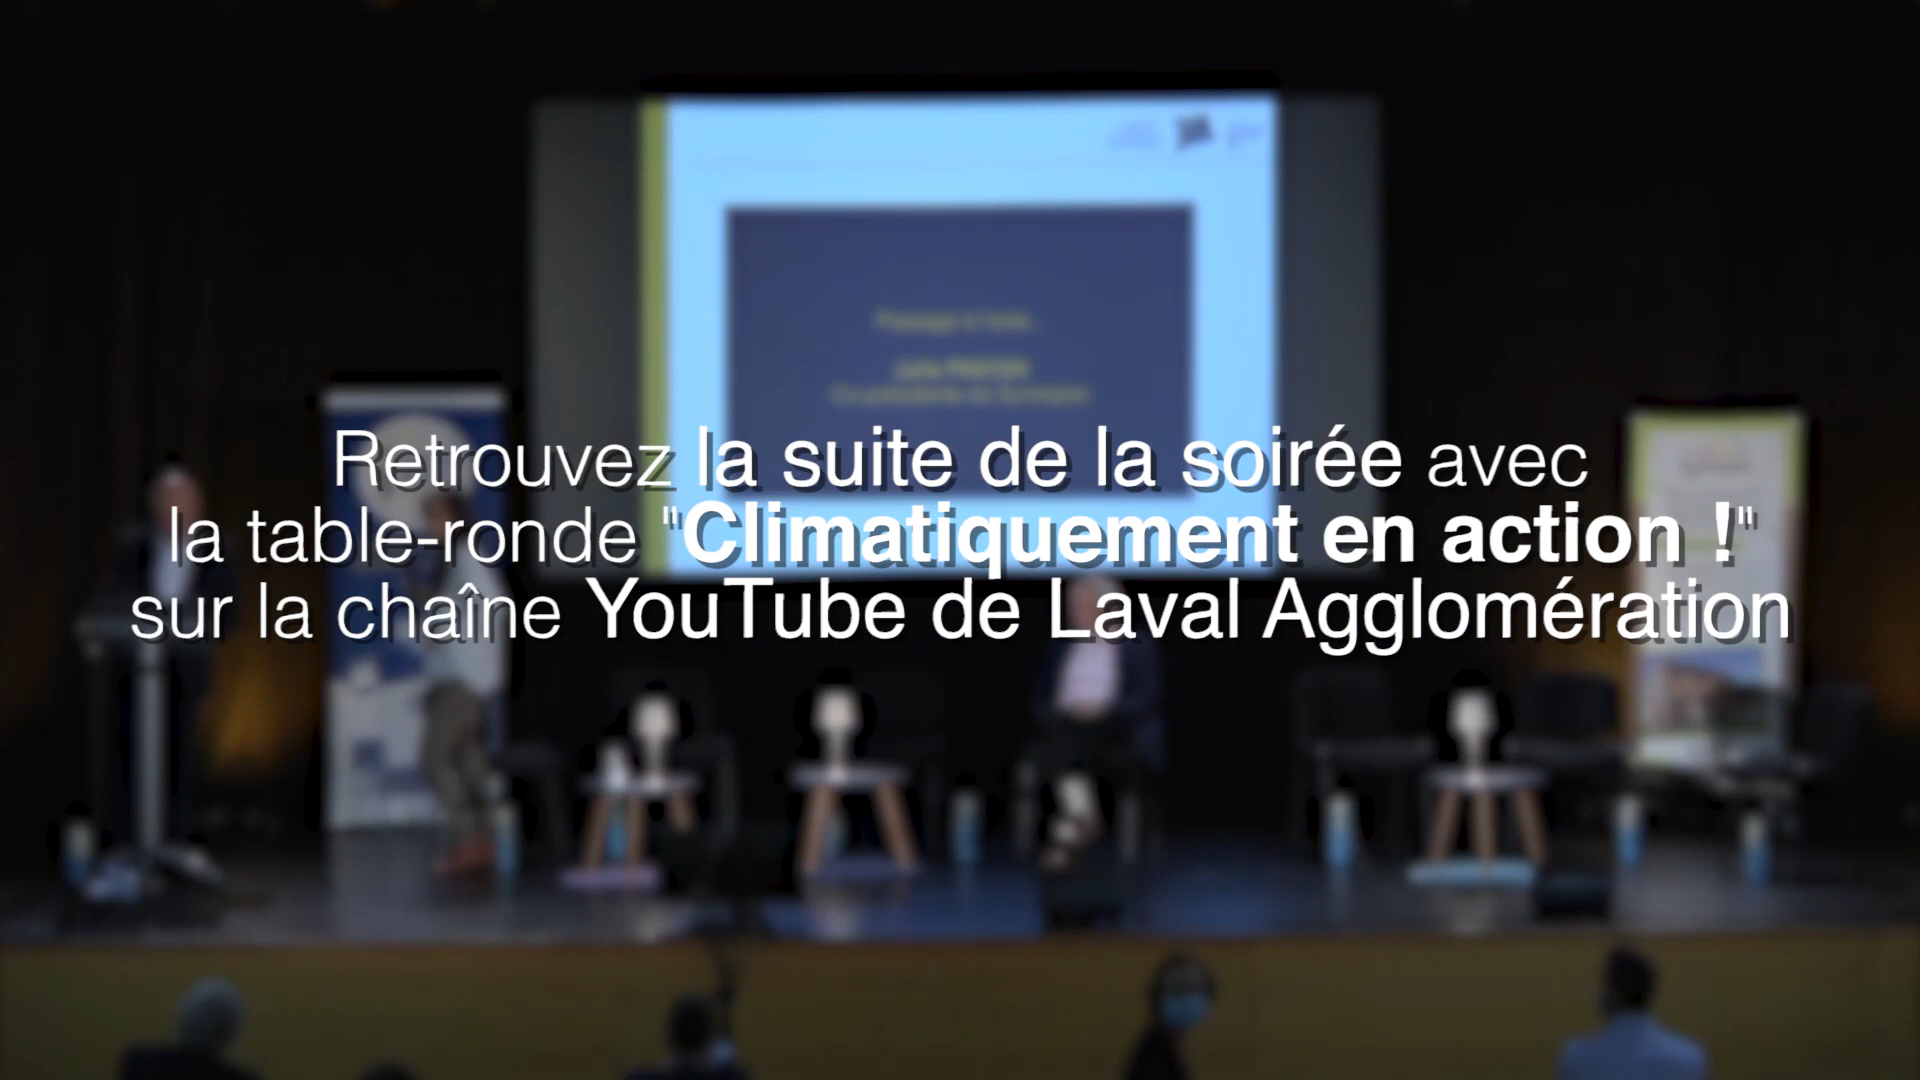 Retrouvez la suite de la soirée avec
la table-ronde "Climatiquement en action !"
sur la chaîne YouTube de Laval Agglomération